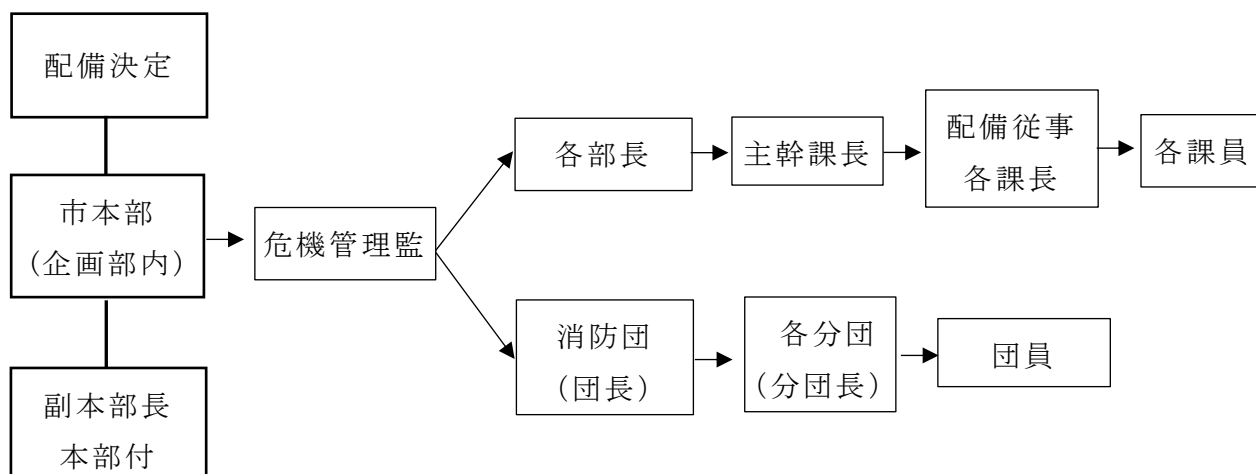 配備決定
市本部
(企画部内)
副本部長
本部付
危機管理監
各部長
主幹課長
配備従事
各課長
各課員
消防団
(団長)
各分団
(分団長)
団員